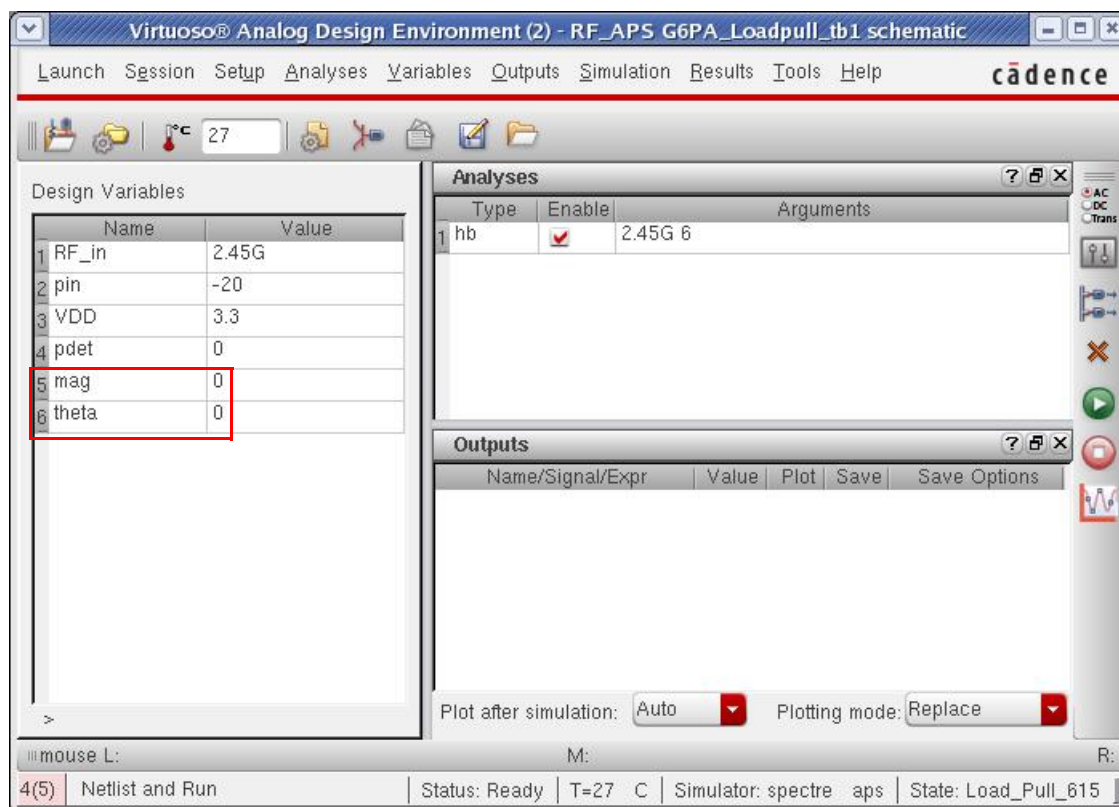 Virtuoso® Analog Design Environment (2) - RF_APS G6PA_Loadpull_tb1 schematic
Launch Session Setup Analyses Variables Outputs Simulation Results Tools Help cādence
°C 27
Design Variables
Name Value
1 RF_in 2.45G
2 pin -20
3 VDD 3.3
4 pdet 0
5 mag 0
6 theta 0
>
Analyses ?
Type Enable Arguments
1 hb 2.45G 6
AC
DC
Trans
Outputs ?
Name/Signal/Expr Value Plot Save Save Options
Plot after simulation: Auto Plotting mode: Replace
mouse L: M: R:
4(5) Netlist and Run Status: Ready T=27 C Simulator: spectre aps State: Load_Pull_615